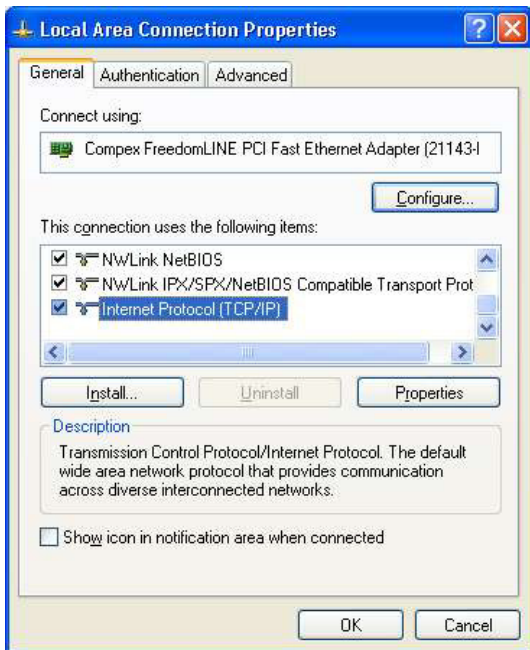 Local Area Connection Properties
General Authentication Advanced
Connect using:
Compex FreedomLINE PCI Fast Ethernet Adapter (21143-I
Configure...
This connection uses the following items:
NWLink NetBIOS
NWLink IPX/SPX/NetBIOS Compatible Transport Prot
Internet Protocol (TCP/IP)
Install... Uninstall Properties
Description
Transmission Control Protocol/Internet Protocol. The default
wide area network protocol that provides communication
across diverse interconnected networks.
Show icon in notification area when connected
OK Cancel